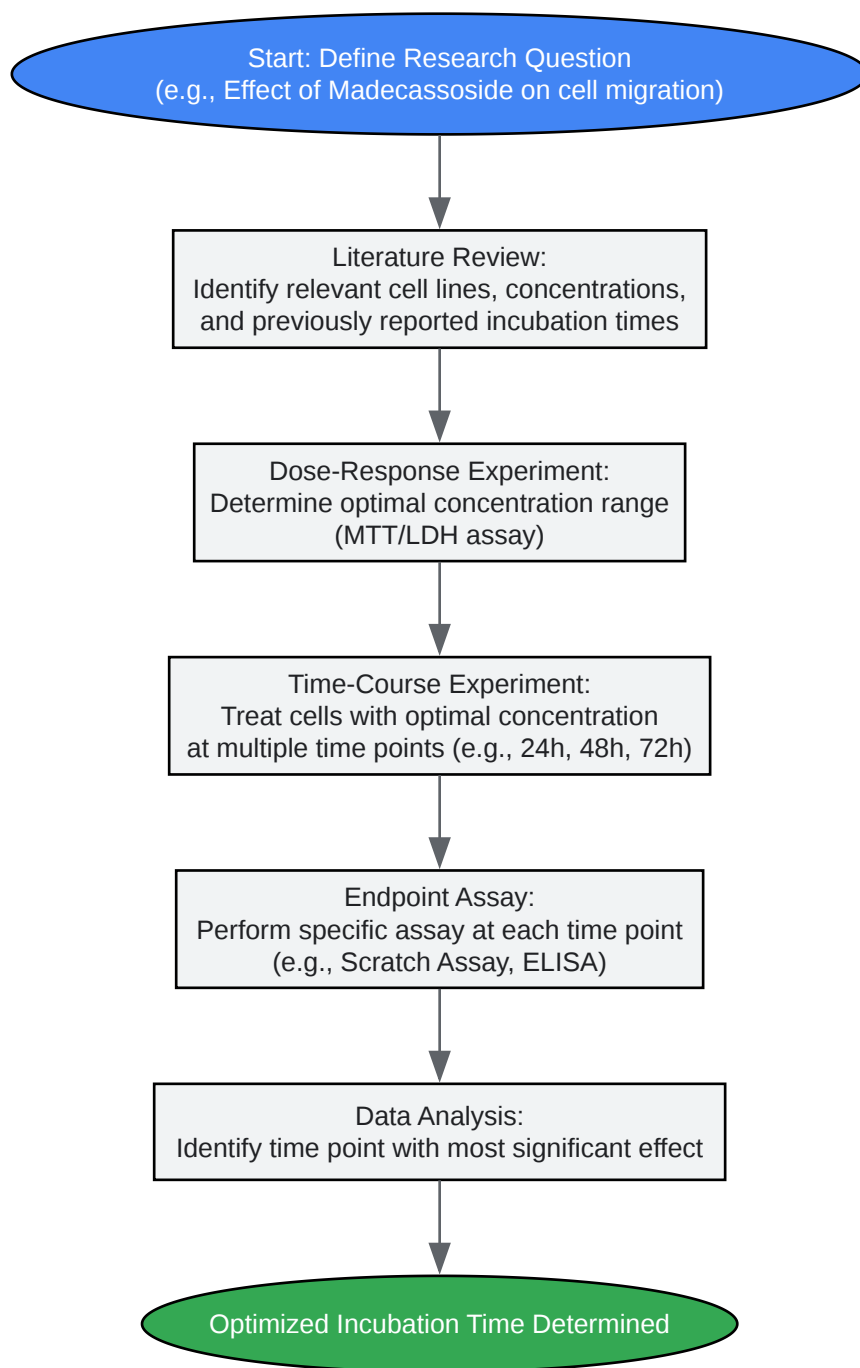 Start: Define Research Question
(e.g., Effect of Madecassoside on cell migration)
Literature Review:
Identify relevant cell lines, concentrations,
and previously reported incubation times
Dose-Response Experiment:
Determine optimal concentration range
(MTT/LDH assay)
Time-Course Experiment:
Treat cells with optimal concentration
at multiple time points (e.g., 24h, 48h, 72h)
Endpoint Assay:
Perform specific assay at each time point
(e.g., Scratch Assay, ELISA)
Data Analysis:
Identify time point with most significant effect
Optimized Incubation Time Determined